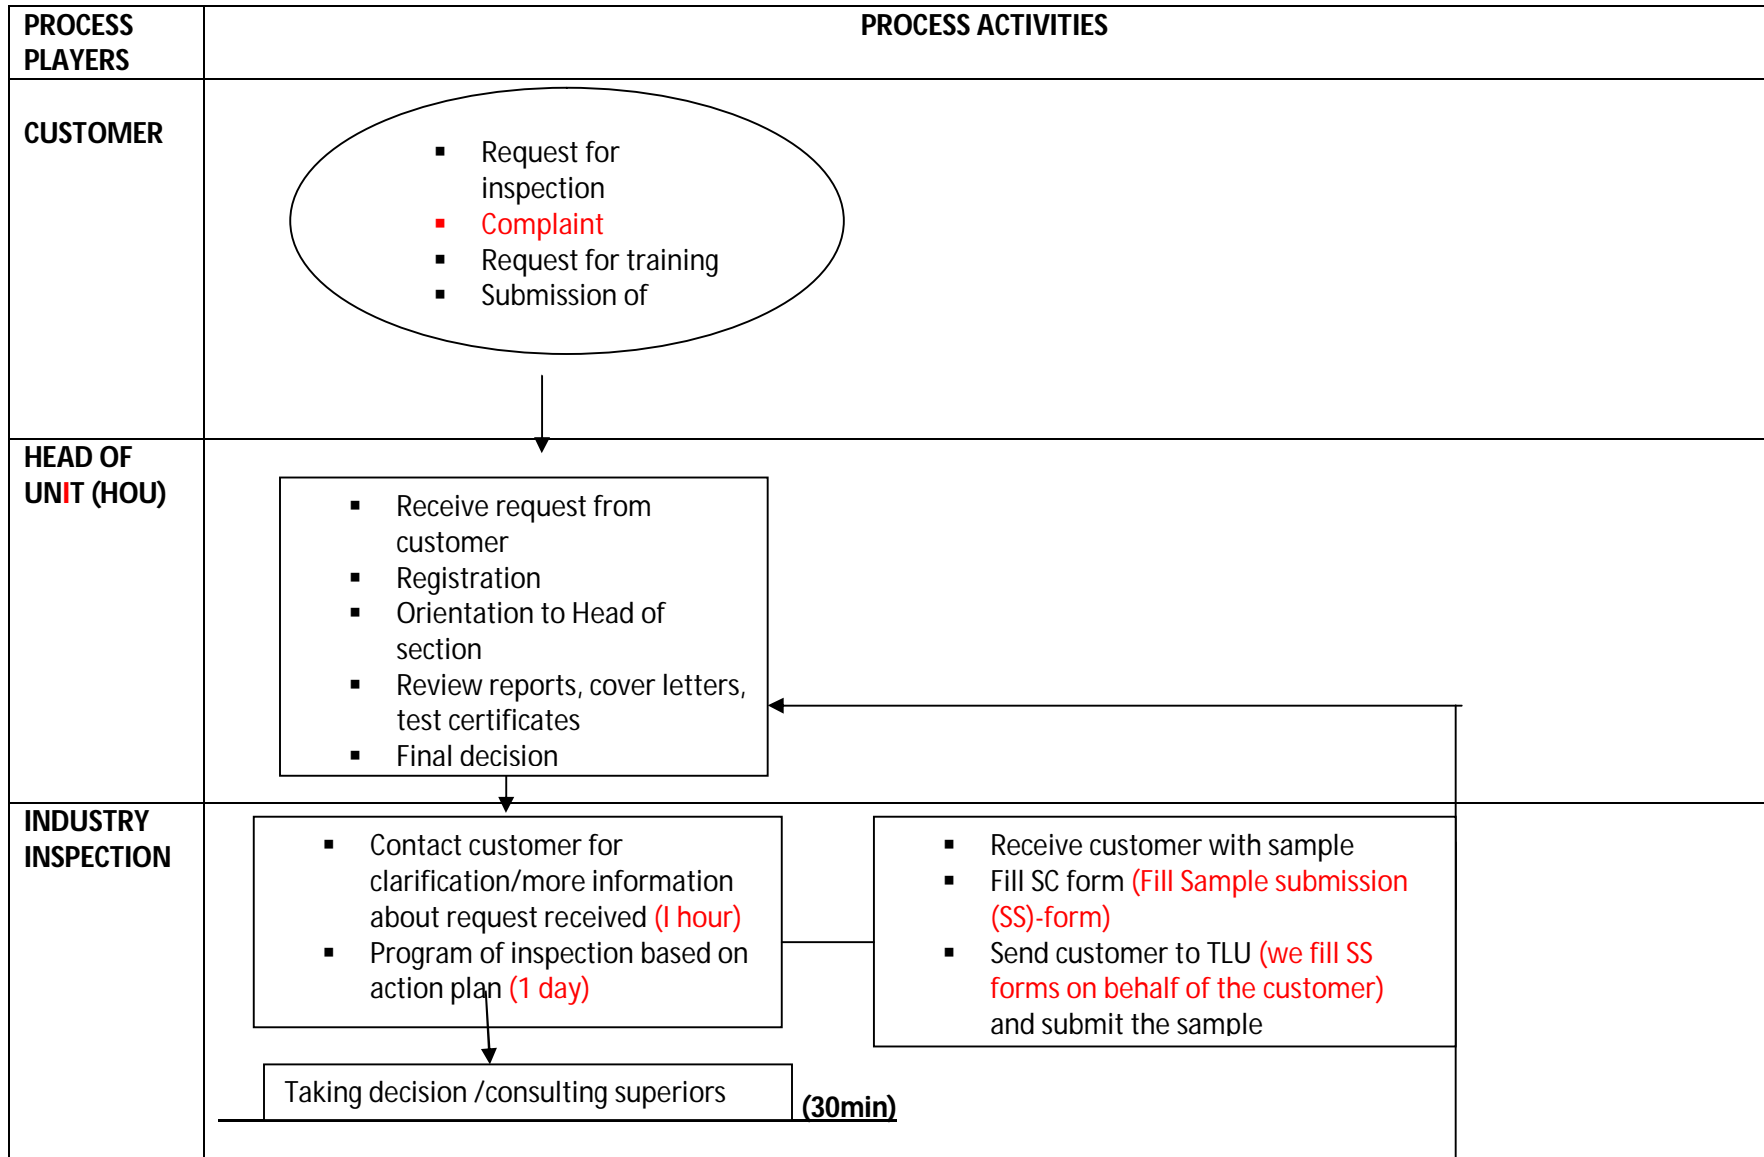 PROCESS
PLAYERS
PROCESS ACTIVITIES
CUSTOMER
▪ Request for
inspection
▪ Complaint
▪ Request for training
▪ Submission of
HEAD OF
UNIT (HOU)
▪ Receive request from
customer
▪ Registration
▪ Orientation to Head of
section
▪ Review reports, cover letters,
test certificates
▪ Final decision
INDUSTRY
INSPECTION
▪ Contact customer for
clarification/more information
about request received (I hour)
▪ Program of inspection based on
action plan (1 day)
▪ Receive customer with sample
▪ Fill SC form (Fill Sample submission
(SS)-form)
▪ Send customer to TLU (we fill SS
forms on behalf of the customer)
and submit the sample
Taking decision /consulting superiors
(30min)